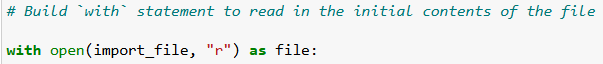 # Build `with` statement to read in the initial contents of the file
with open(import_file, "r") as file: